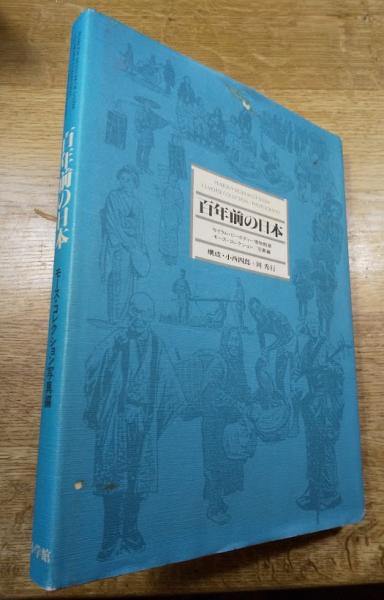 百年前の日本
セイラム・ピーボディー博物館蔵
モース・コレクション／写真編
構成・小西四郎＋岡 秀行
百年前の日本
モース・コレクション/写真編
小学館